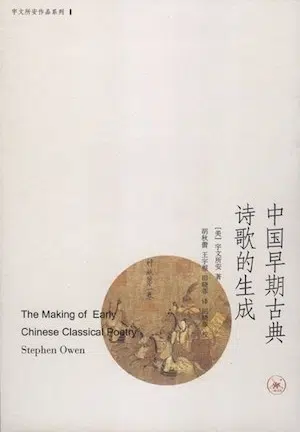 宇文所安作品系列
中国早期古典
诗歌的生成
[美] 宇文所安 著
胡秋蕾 王宇根 田晓菲 译
The Making of Early
Chinese Classical Poetry
Stephen Owen